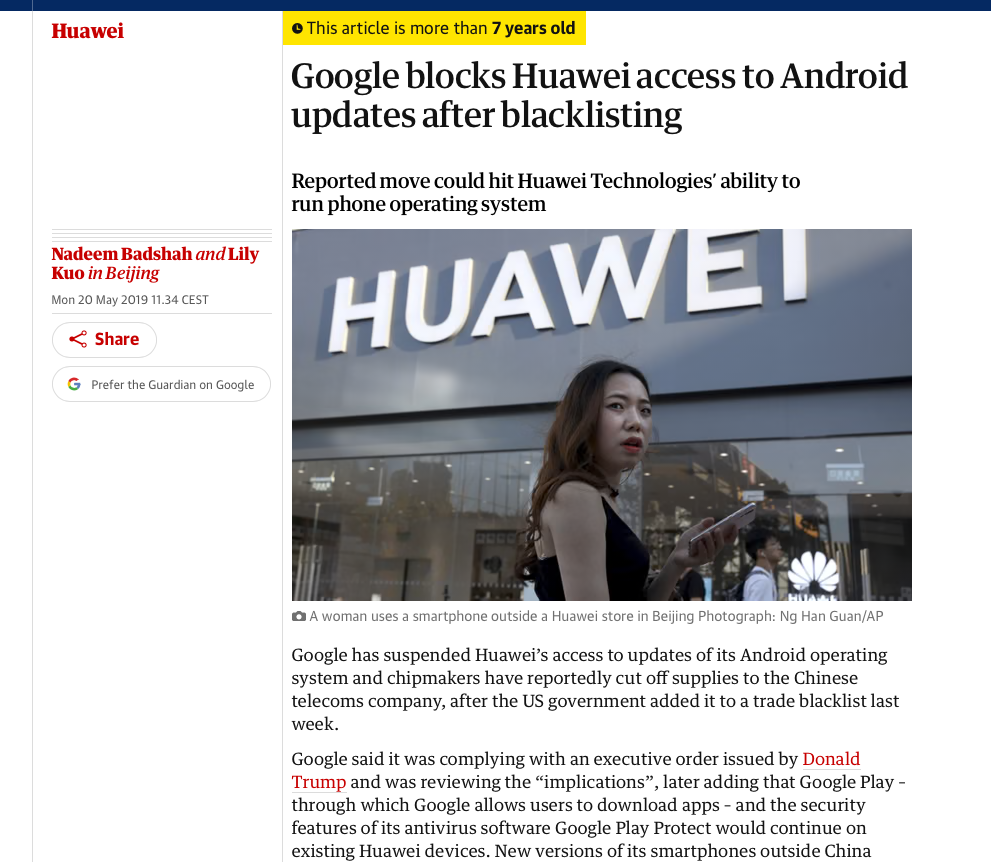 Huawei
This article is more than 7 years old
Google blocks Huawei access to Android
updates after blacklisting
Reported move could hit Huawei Technologies’ ability to
run phone operating system
Nadeem Badshah and Lily
Kuo in Beijing
Mon 20 May 2019 11.34 CEST
Share
Prefer the Guardian on Google
HUAWEI
HUAWEI
A woman uses a smartphone outside a Huawei store in Beijing Photograph: Ng Han Guan/AP
Google has suspended Huawei’s access to updates of its Android operating
system and chipmakers have reportedly cut off supplies to the Chinese
telecoms company, after the US government added it to a trade blacklist last
week.
Google said it was complying with an executive order issued by Donald
Trump and was reviewing the “implications”, later adding that Google Play –
through which Google allows users to download apps – and the security
features of its antivirus software Google Play Protect would continue on
existing Huawei devices. New versions of its smartphones outside China